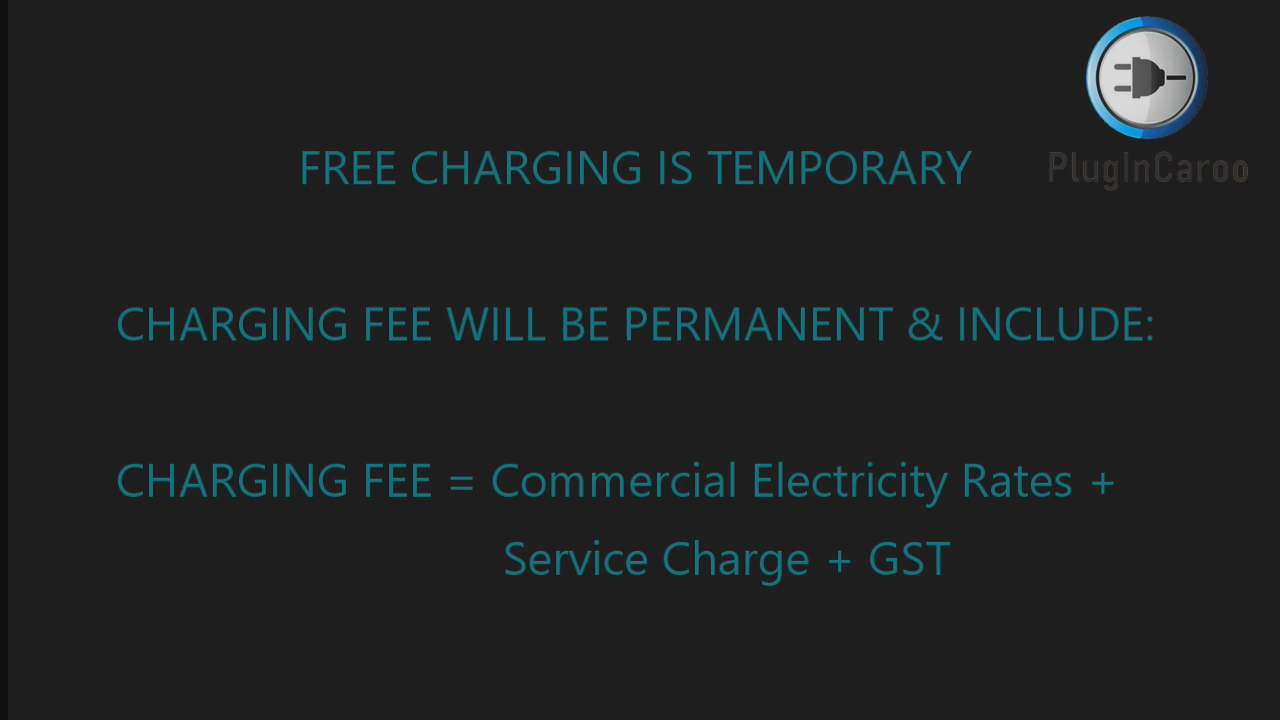 FREE CHARGING IS TEMPORARY
PlugInCaroo
CHARGING FEE WILL BE PERMANENT & INCLUDE:
CHARGING FEE = Commercial Electricity Rates +
Service Charge + GST